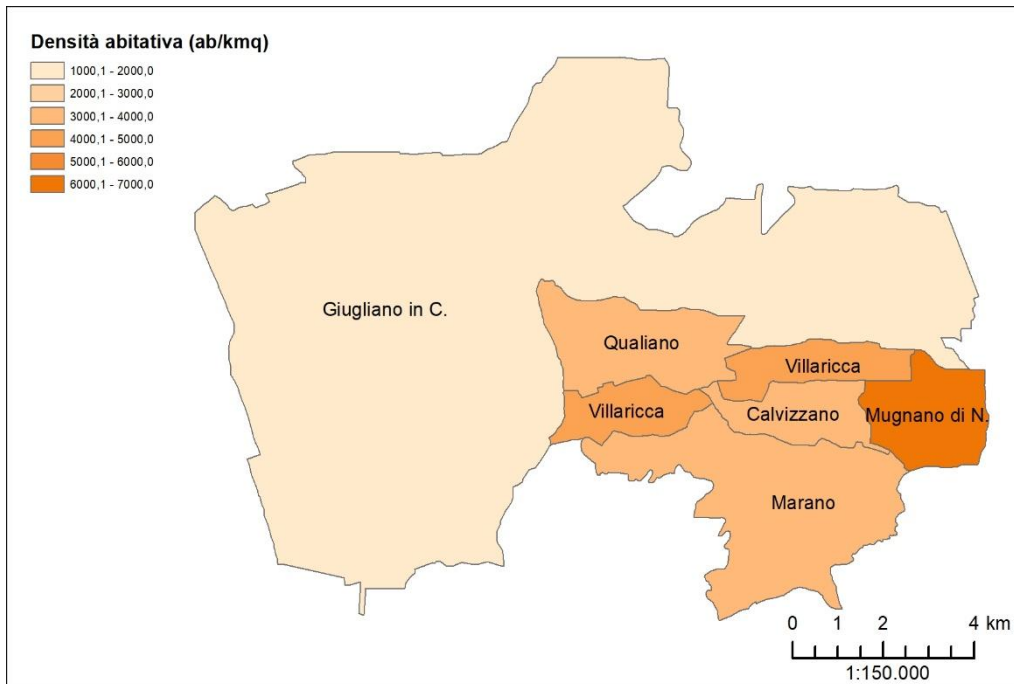 Densità abitativa (ab/kmq)
1000,1 - 2000,0
2000,1 - 3000,0
3000,1 - 4000,0
4000,1 - 5000,0
5000,1 - 6000,0
6000,1 - 7000,0
Giugliano in C.
Qualiano
Villaricca
Villaricca
Calvizzano
Mugnano di N.
Marano
0 1 2 4 km
1:150.000